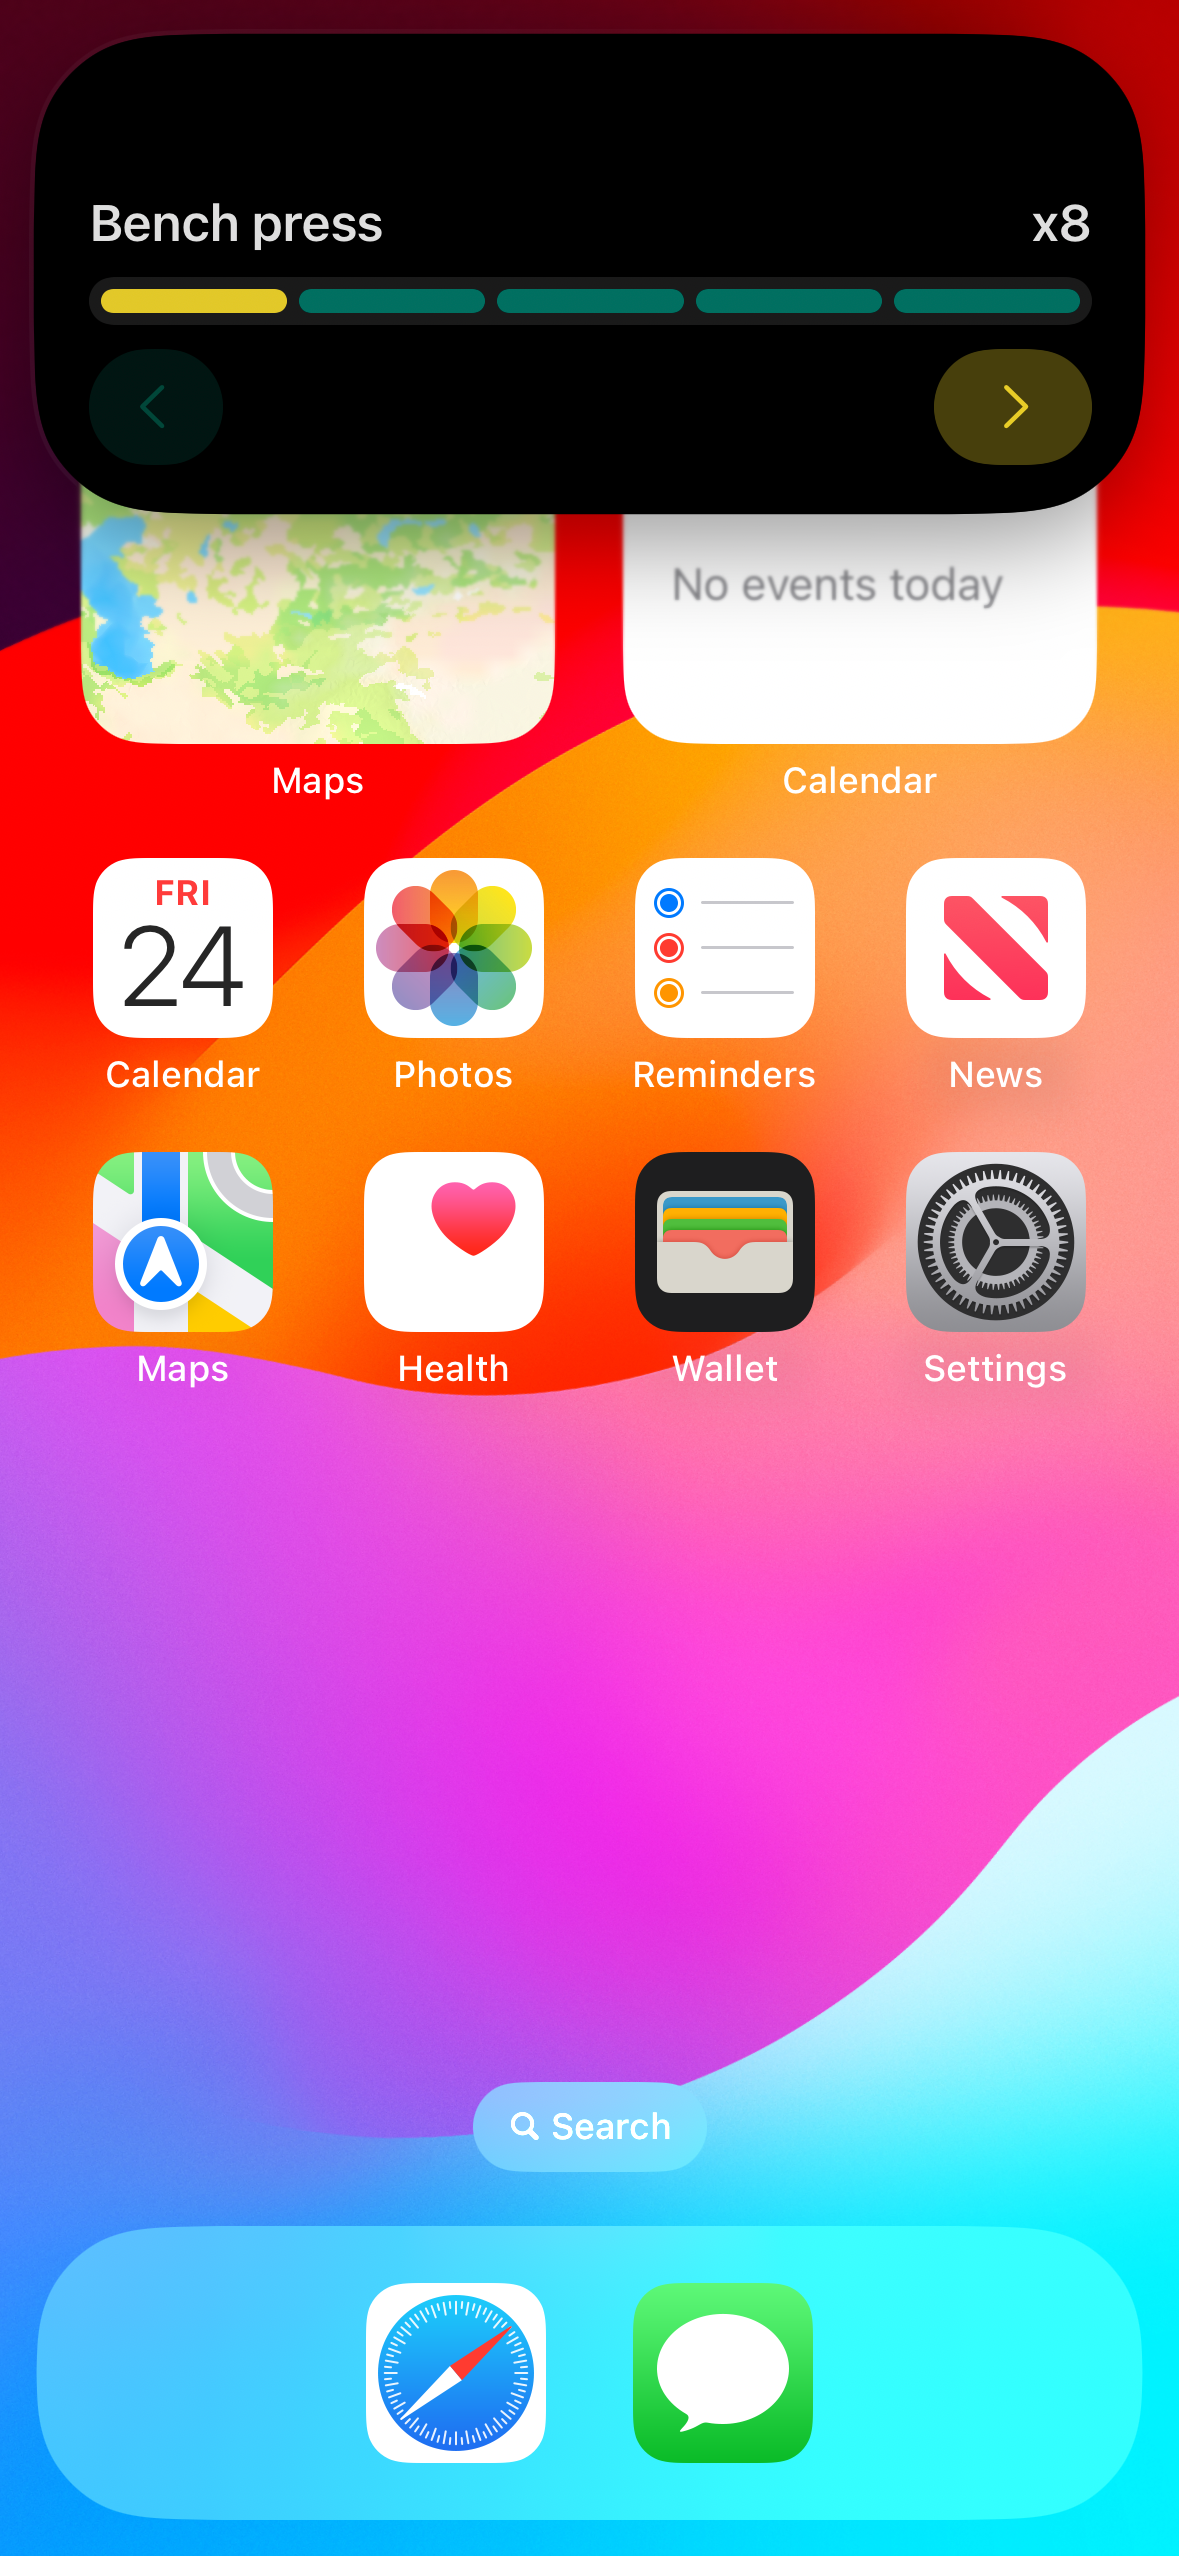 Bench press x8
No events today
Maps Calendar
FRI
24
Calendar Photos Reminders News
Maps Health Wallet Settings
Search